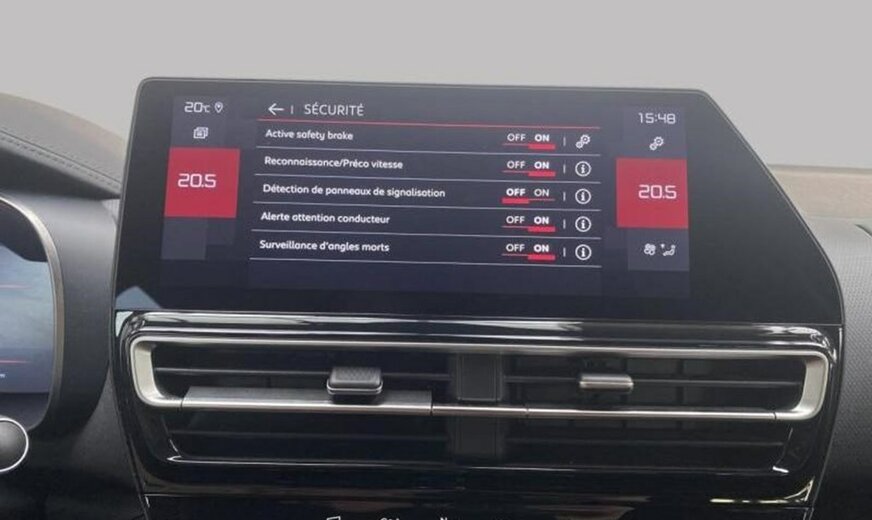 20°C
SÉCURITÉ
15:48
Active safety brake OFF ON
Reconnaissance/Préco vitesse OFF ON
20.5
20.5
Détection de panneaux de signalisation OFF ON
Alerte attention conducteur OFF ON
Surveillance d'angles morts OFF ON